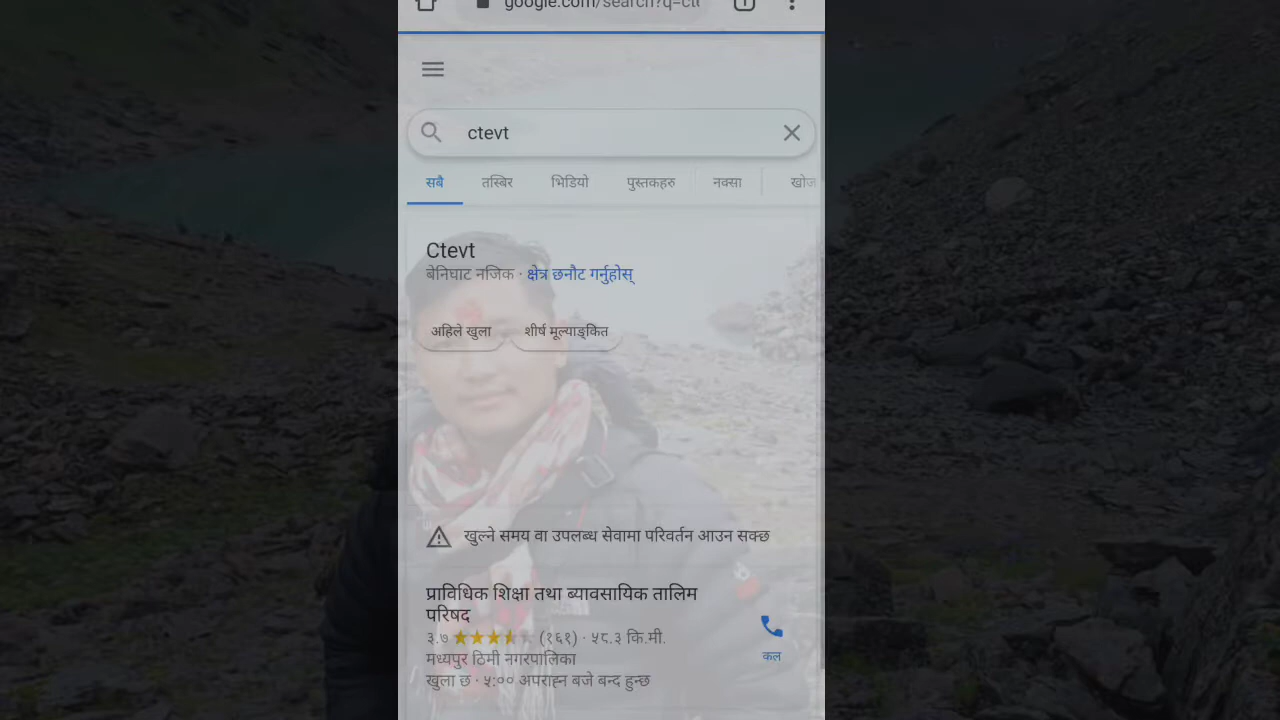 google.com/search?q=ct
1
ctevt
सबै तस्बिर भिडियो पुस्तकहरु नक्सा खोज
Ctevt
बेनिघाट नजिक · क्षेत्र छनौट गर्नुहोस्
अहिले खुला शीर्ष मूल्याङ्कित
खुल्ने समय वा उपलब्ध सेवामा परिवर्तन आउन सक्छ
प्राविधिक शिक्षा तथा ब्यावसायिक तालिम
परिषद
३.७ (१६१) · ५८.३ कि.मी.
कल
मध्यपुर ठिमी नगरपालिका
खुला छ · ५:०० अपराह्न बजे बन्द हुन्छ